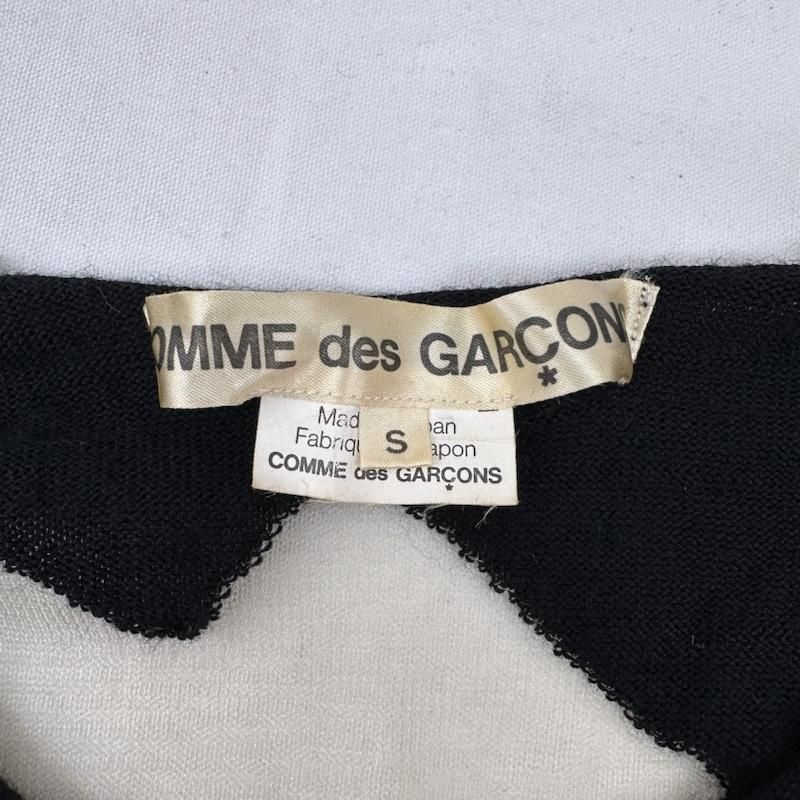 COMME des GARÇONS
Made in Japan
Fabriqué au Japon
S
COMME des GARÇONS